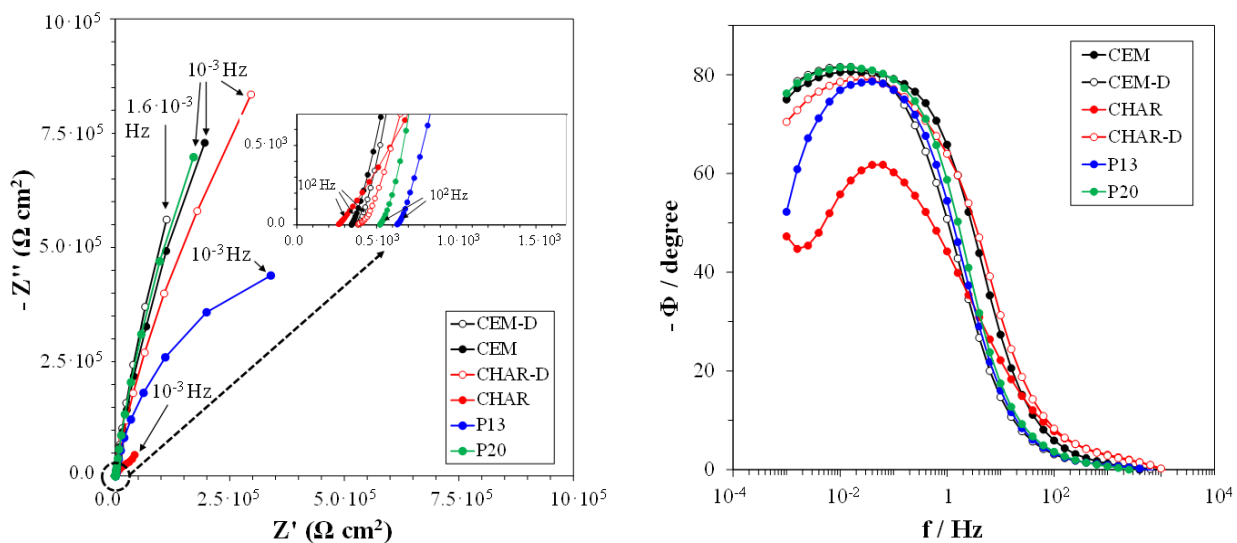 10·10⁵
7.5·10⁵
5.0·10⁵
2.5·10⁵
0.0
- Z'' (Ω cm²)
0.0
2.5·10⁵
5.0·10⁵
7.5·10⁵
10·10⁵
Z' (Ω cm²)
10⁻³ Hz
1.6·10⁻³
Hz
10⁻³Hz
10⁻³ Hz
0.5·10³
0.0
10² Hz
10² Hz
0.0
0.5·10³
1.0·10³
1.5·10³
CEM-D
CEM
CHAR-D
CHAR
P13
P20
80
60
40
20
0
- Φ / degree
10⁻⁴
10⁻²
1
10²
10⁴
10⁴
f / Hz
CEM
CEM-D
CHAR
CHAR-D
P13
P20